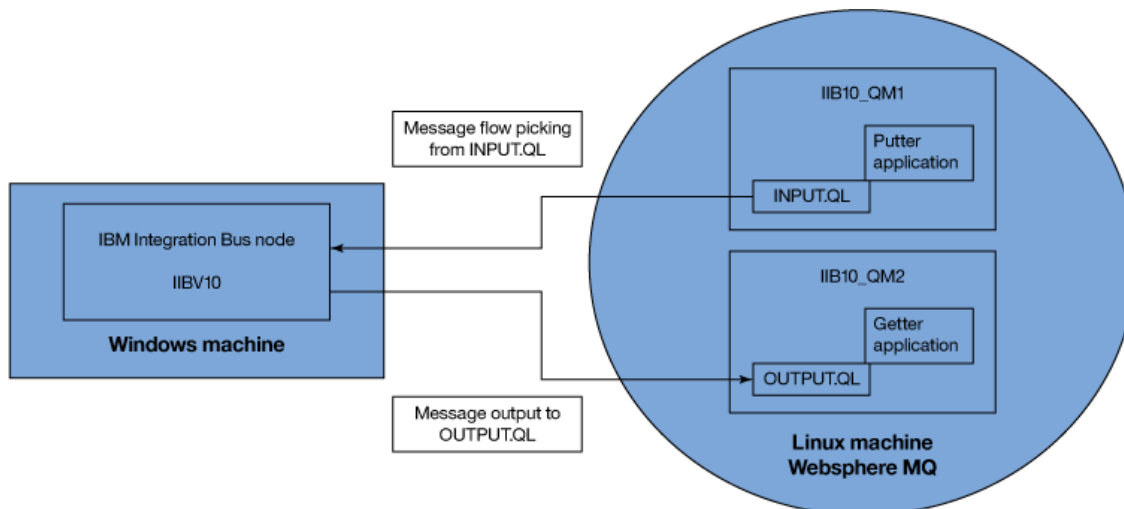 IBM Integration Bus node
IIBV10
Windows machine
Message flow picking
from INPUT.QL
Message output to
OUTPUT.QL
IIB10_QM1
Putter
application
INPUT.QL
IIB10_QM2
Getter
application
OUTPUT.QL
Linux machine
Websphere MQ